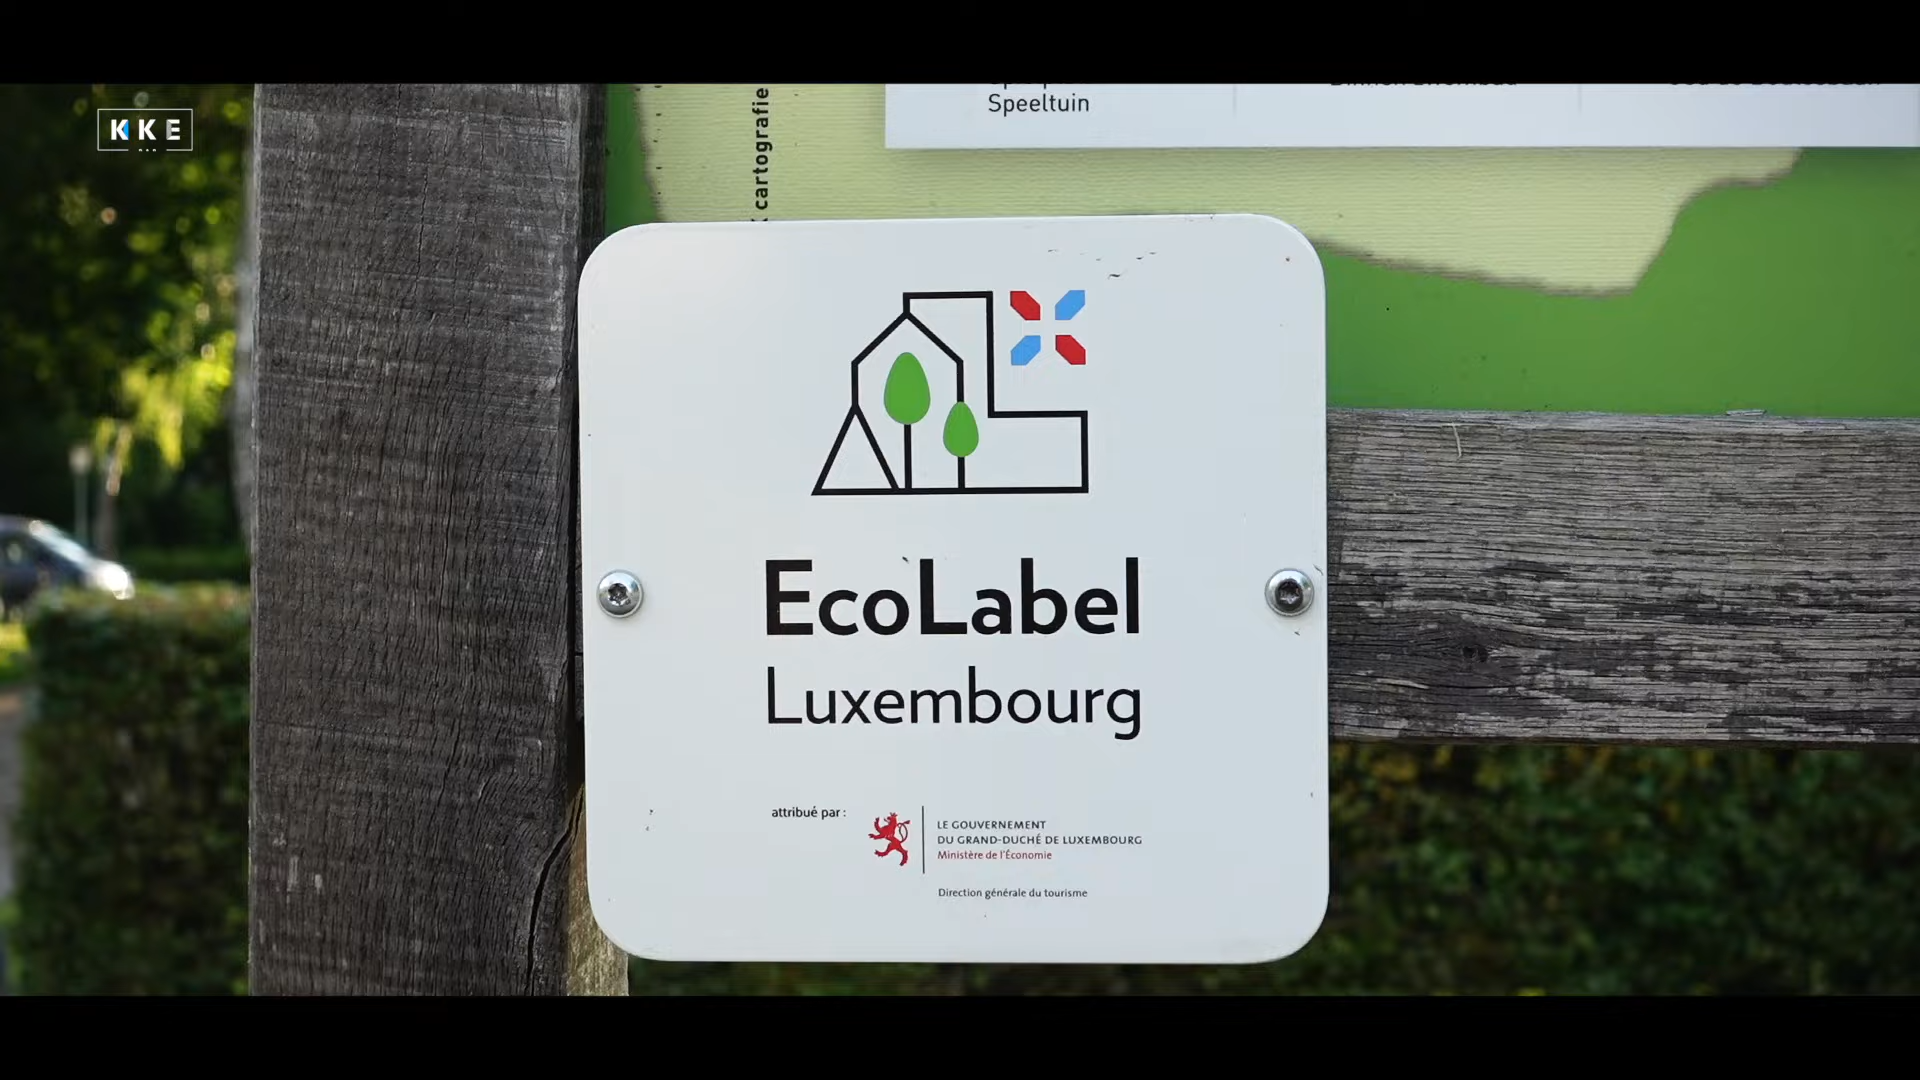 KKE
Speeltuin
cartografie
EcoLabel
Luxembourg
attribué par :
LE GOUVERNEMENT
DU GRAND-DUCHÉ DE LUXEMBOURG
Ministère de l'Économie
Direction générale du tourisme